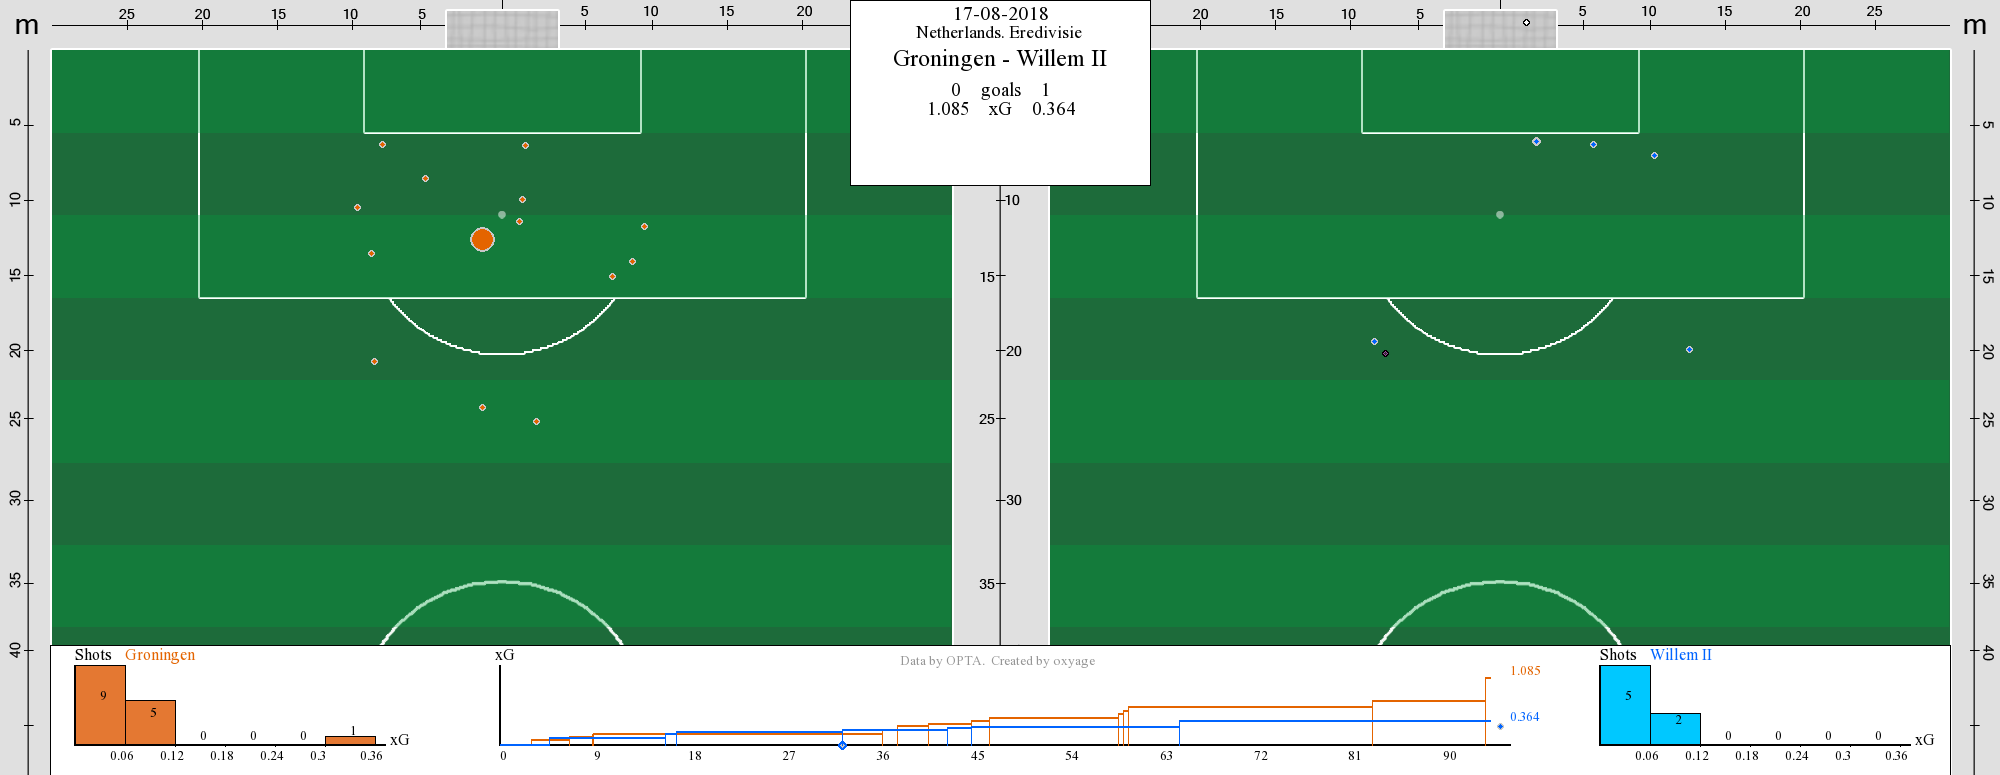 25 20 15 10 5 5 10 15 20
20 15 10 5 5 10 15 20 25
m
m
17-08-2018
Netherlands. Eredivisie
Groningen - Willem II
0 goals 1
1.085 xG 0.364
5
10
15
20
25
30
35
40
10
15
20
25
30
35
5
10
15
20
25
30
35
40
Shots Groningen
9
5
0
0
0
1
xG
0.06 0.12 0.18 0.24 0.3 0.36
xG
Data by OPTA. Created by oxyage
1.085
0.364
0 9 18 27 36 45 54 63 72 81 90
Shots Willem II
5
2
0
0
0
0
xG
0.06 0.12 0.18 0.24 0.3 0.36